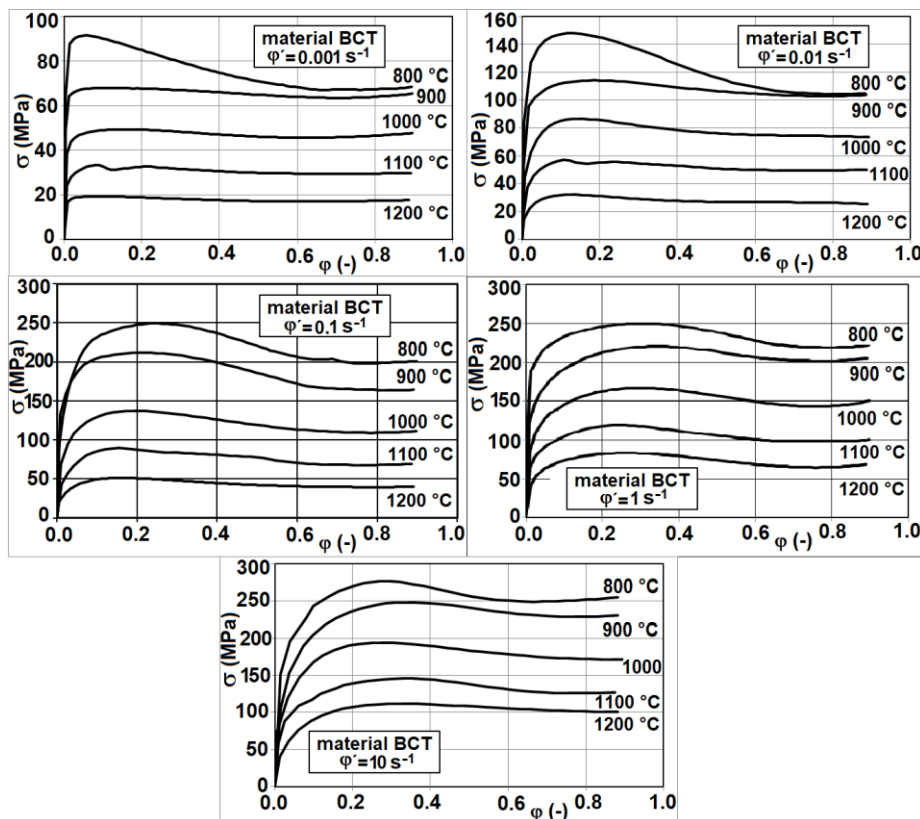 100
80
60
40
20
0
σ (MPa)
material BCT
φ´=0.001 s⁻¹
800 °C
900
1000 °C
1100 °C
1200 °C
0.0 0.2 0.4 0.6 0.8 1.0
φ (-)
160
140
120
100
80
60
40
20
0
σ (MPa)
material BCT
φ´=0.01 s⁻¹
800 °C
900 °C
1000 °C
1100
1200 °C
0.0 0.2 0.4 0.6 0.8 1.0
φ (-)
300
250
200
150
100
50
0
σ (MPa)
material BCT
φ´=0.1 s⁻¹
800 °C
900 °C
1000 °C
1100 °C
1200 °C
0.0 0.2 0.4 0.6 0.8 1.0
φ (-)
300
250
200
150
100
50
0
σ (MPa)
800 °C
900 °C
1000 °C
1100 °C
1200 °C
material BCT
φ´=1 s⁻¹
0.0 0.2 0.4 0.6 0.8 1.0
φ (-)
300
250
200
150
100
50
0
σ (MPa)
800 °C
900 °C
1000
1100 °C
1200 °C
material BCT
φ´=10 s⁻¹
0.0 0.2 0.4 0.6 0.8 1.0
φ (-)